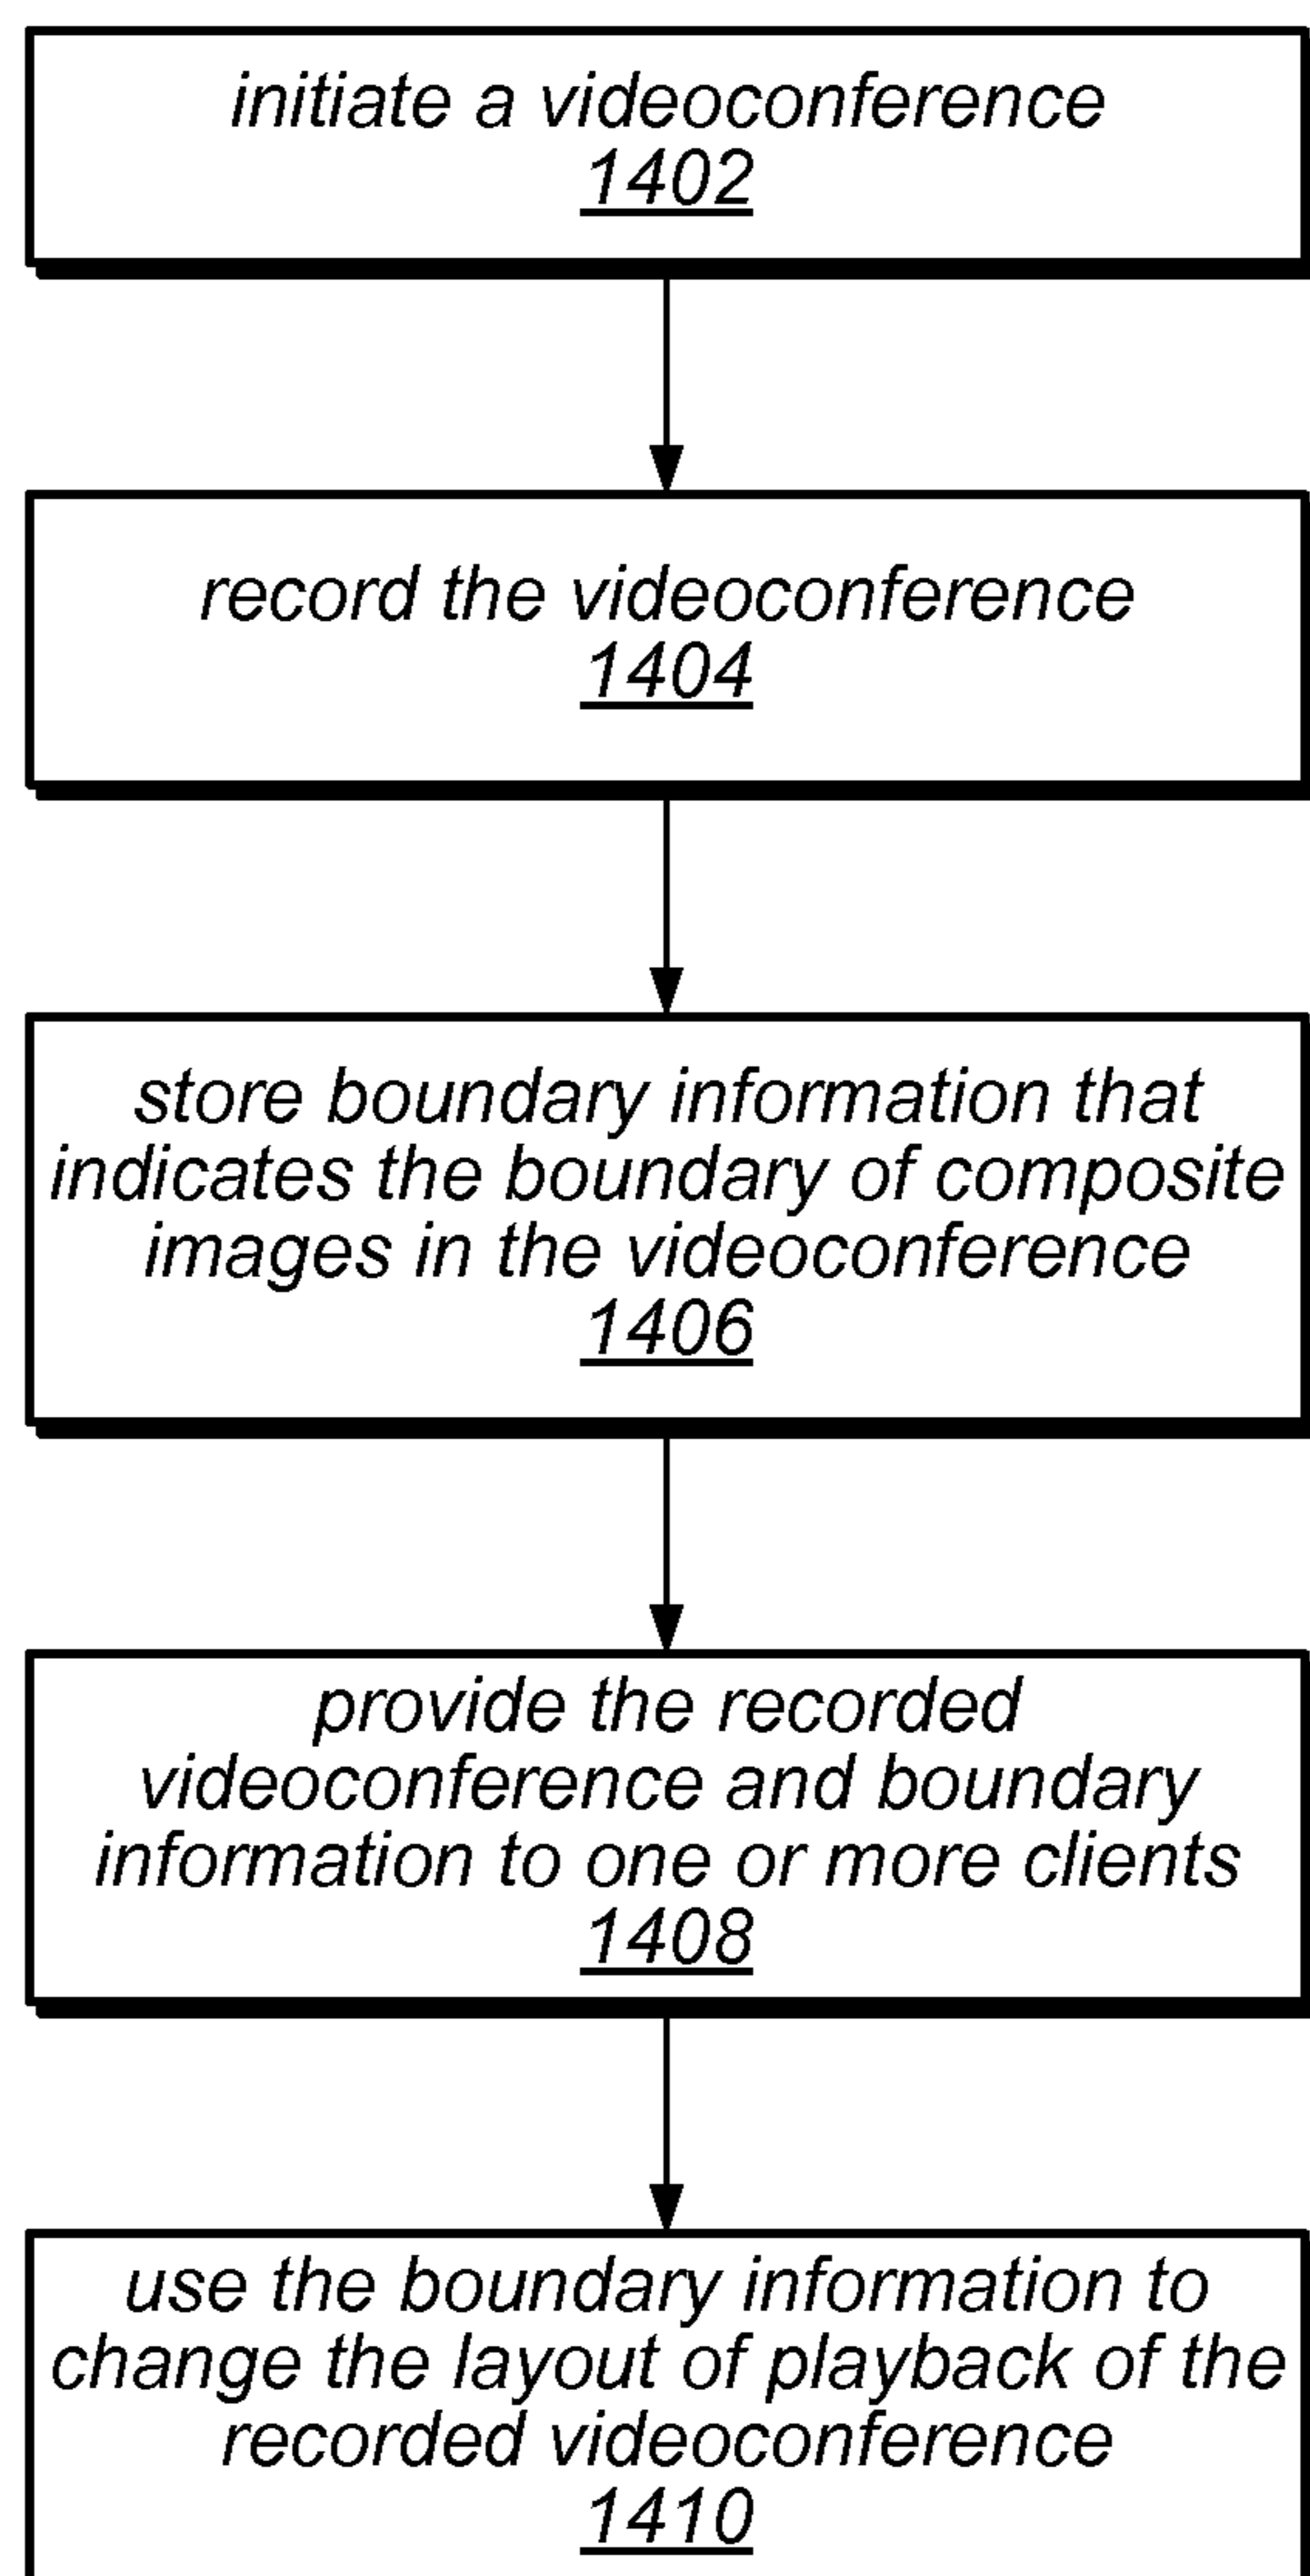 initiate a videoconference
1402
record the videoconference
1404
store boundary information that
indicates the boundary of composite
images in the videoconference
1406
provide the recorded
videoconference and boundary
information to one or more clients
1408
use the boundary information to
change the layout of playback of the
recorded videoconference
1410